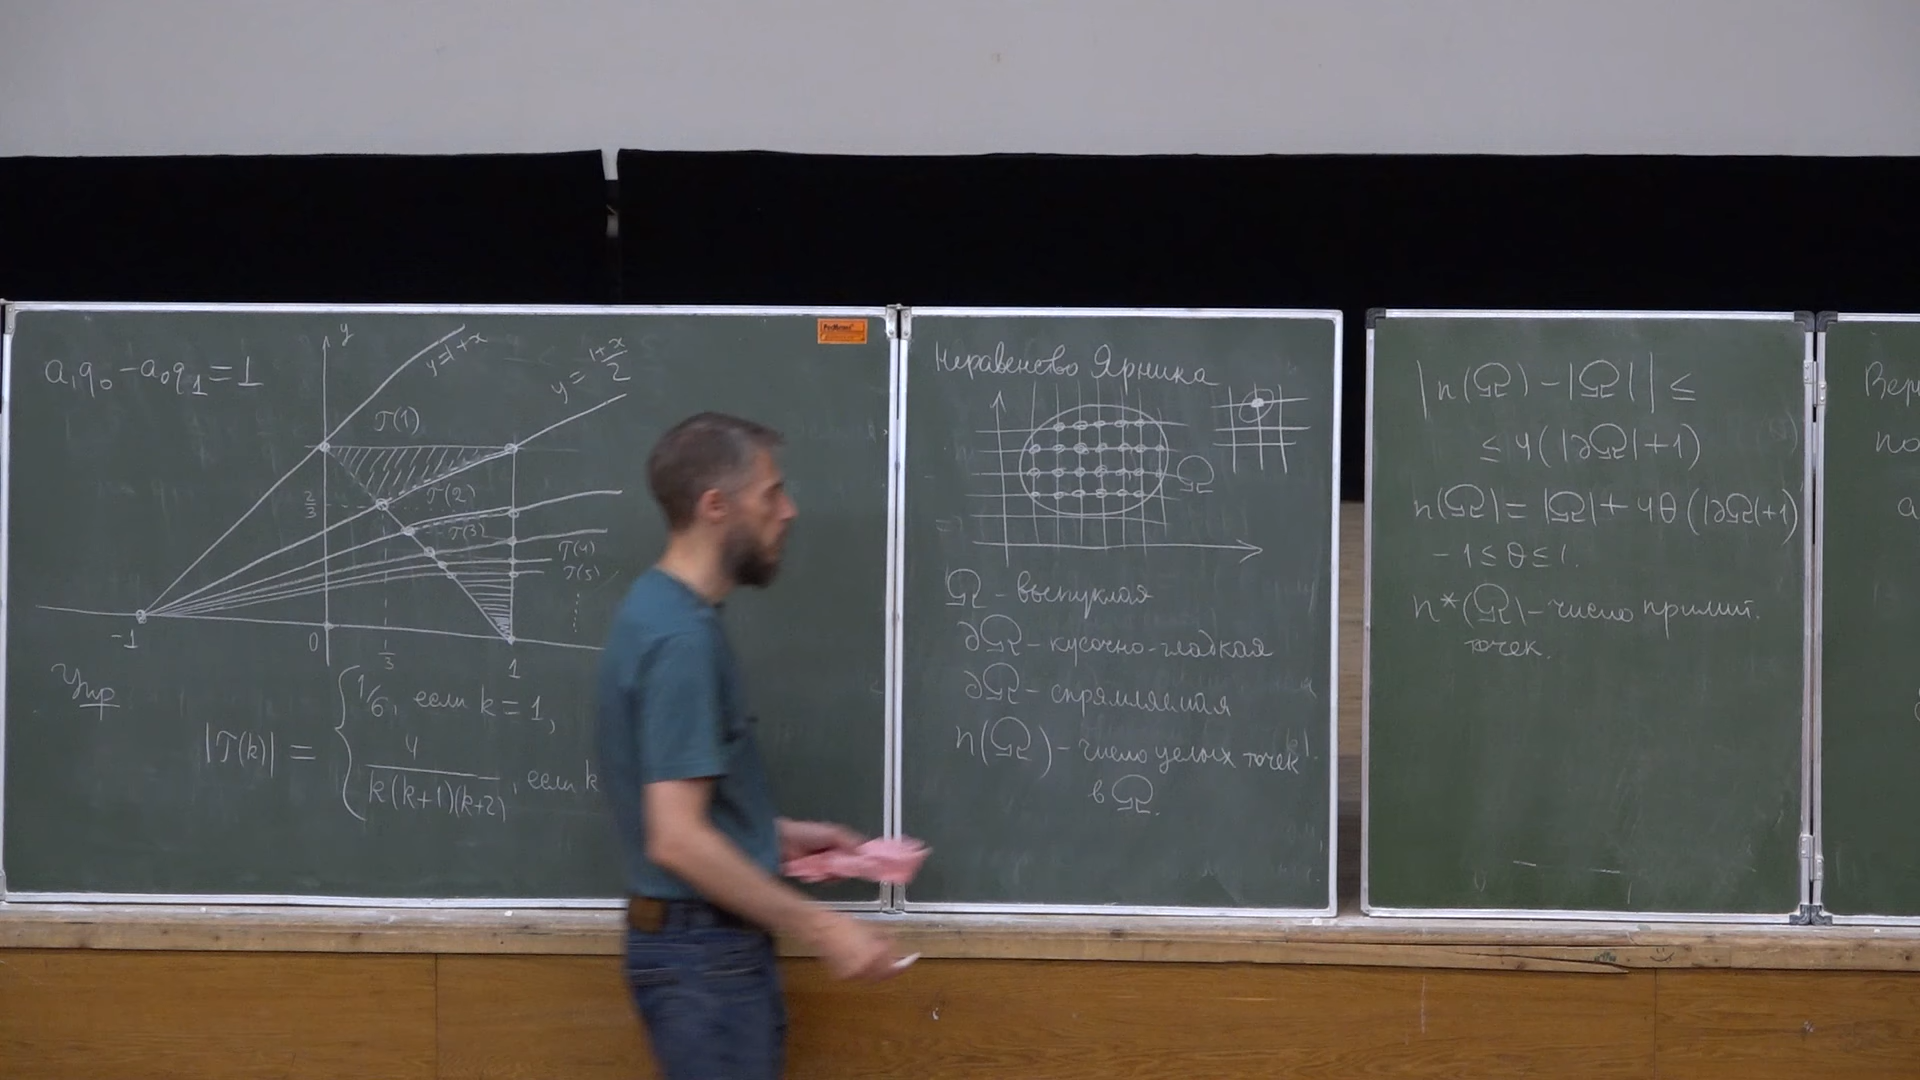 a₁q₀ − a₀q₁ = 1
y
y=1+x
y = (1+x)/2
T(1)
2/3
T(2)
T(3)
T(4)
T(5)
-1
0
1/3
1
Упр
|T(k)| = { 1/6, если k = 1,
4/(k(k+1)(k+2)), если k
Неравенство Ярника
Ω
Ω - выпуклая
∂Ω - кусочно-гладкая
∂Ω - спрямляемая
n(Ω) - число целых точек
в Ω.
|n(Ω) − |Ω|| ≤
≤ 4(|∂Ω|+1)
n(Ω) = |Ω| + 4θ(|∂Ω|+1)
−1 ≤ θ ≤ 1.
n*(Ω) - число примит.
точек.